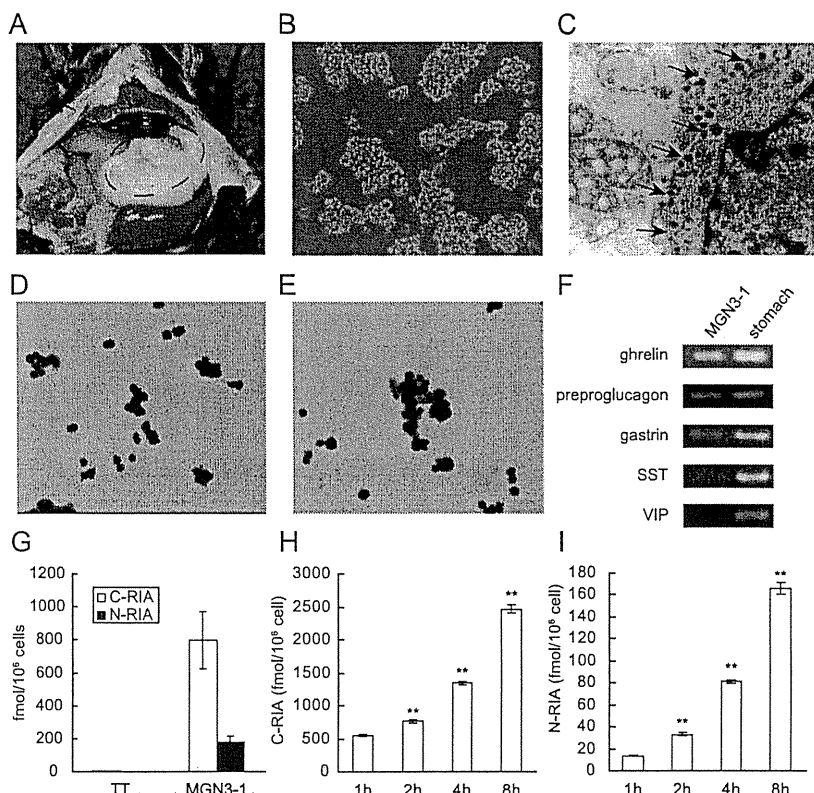 A
B
C
D
E
F
MGN3-1 stomach
ghrelin
preproglucagon
gastrin
SST
VIP
G
fmol/10⁶ cells
1200
1000
800
600
400
200
0
C-RIA
N-RIA
TT MGN3-1
H
C-RIA (fmol/10⁶ cell)
3000
2500
2000
1500
1000
500
0
**
**
**
1h 2h 4h 8h
I
N-RIA (fmol/10⁶ cell)
180
160
140
120
100
80
60
40
20
0
**
**
**
1h 2h 4h 8h